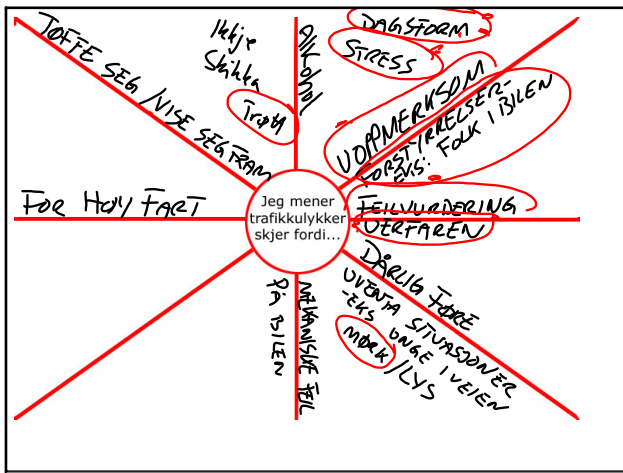 TØFFE SEG / VISE SEG FRAM
Ikkje
Skikka
Trøtt
ALKOHOL
DAGSFORM
STRESS
UOPPMERKSOM
FORSTYRRELSER-
EKS: FOLK I BILEN
FOR HØY FART
Jeg mener
trafikkulykker
skjer fordi...
FEILVURDERING
UERFAREN
DÅRLIG FØRE
UVENTA SITUASJONER
-EKS UNGE I VEIEN
MØRK
/LYS
MEKANISKE FEIL
PÅ BILEN